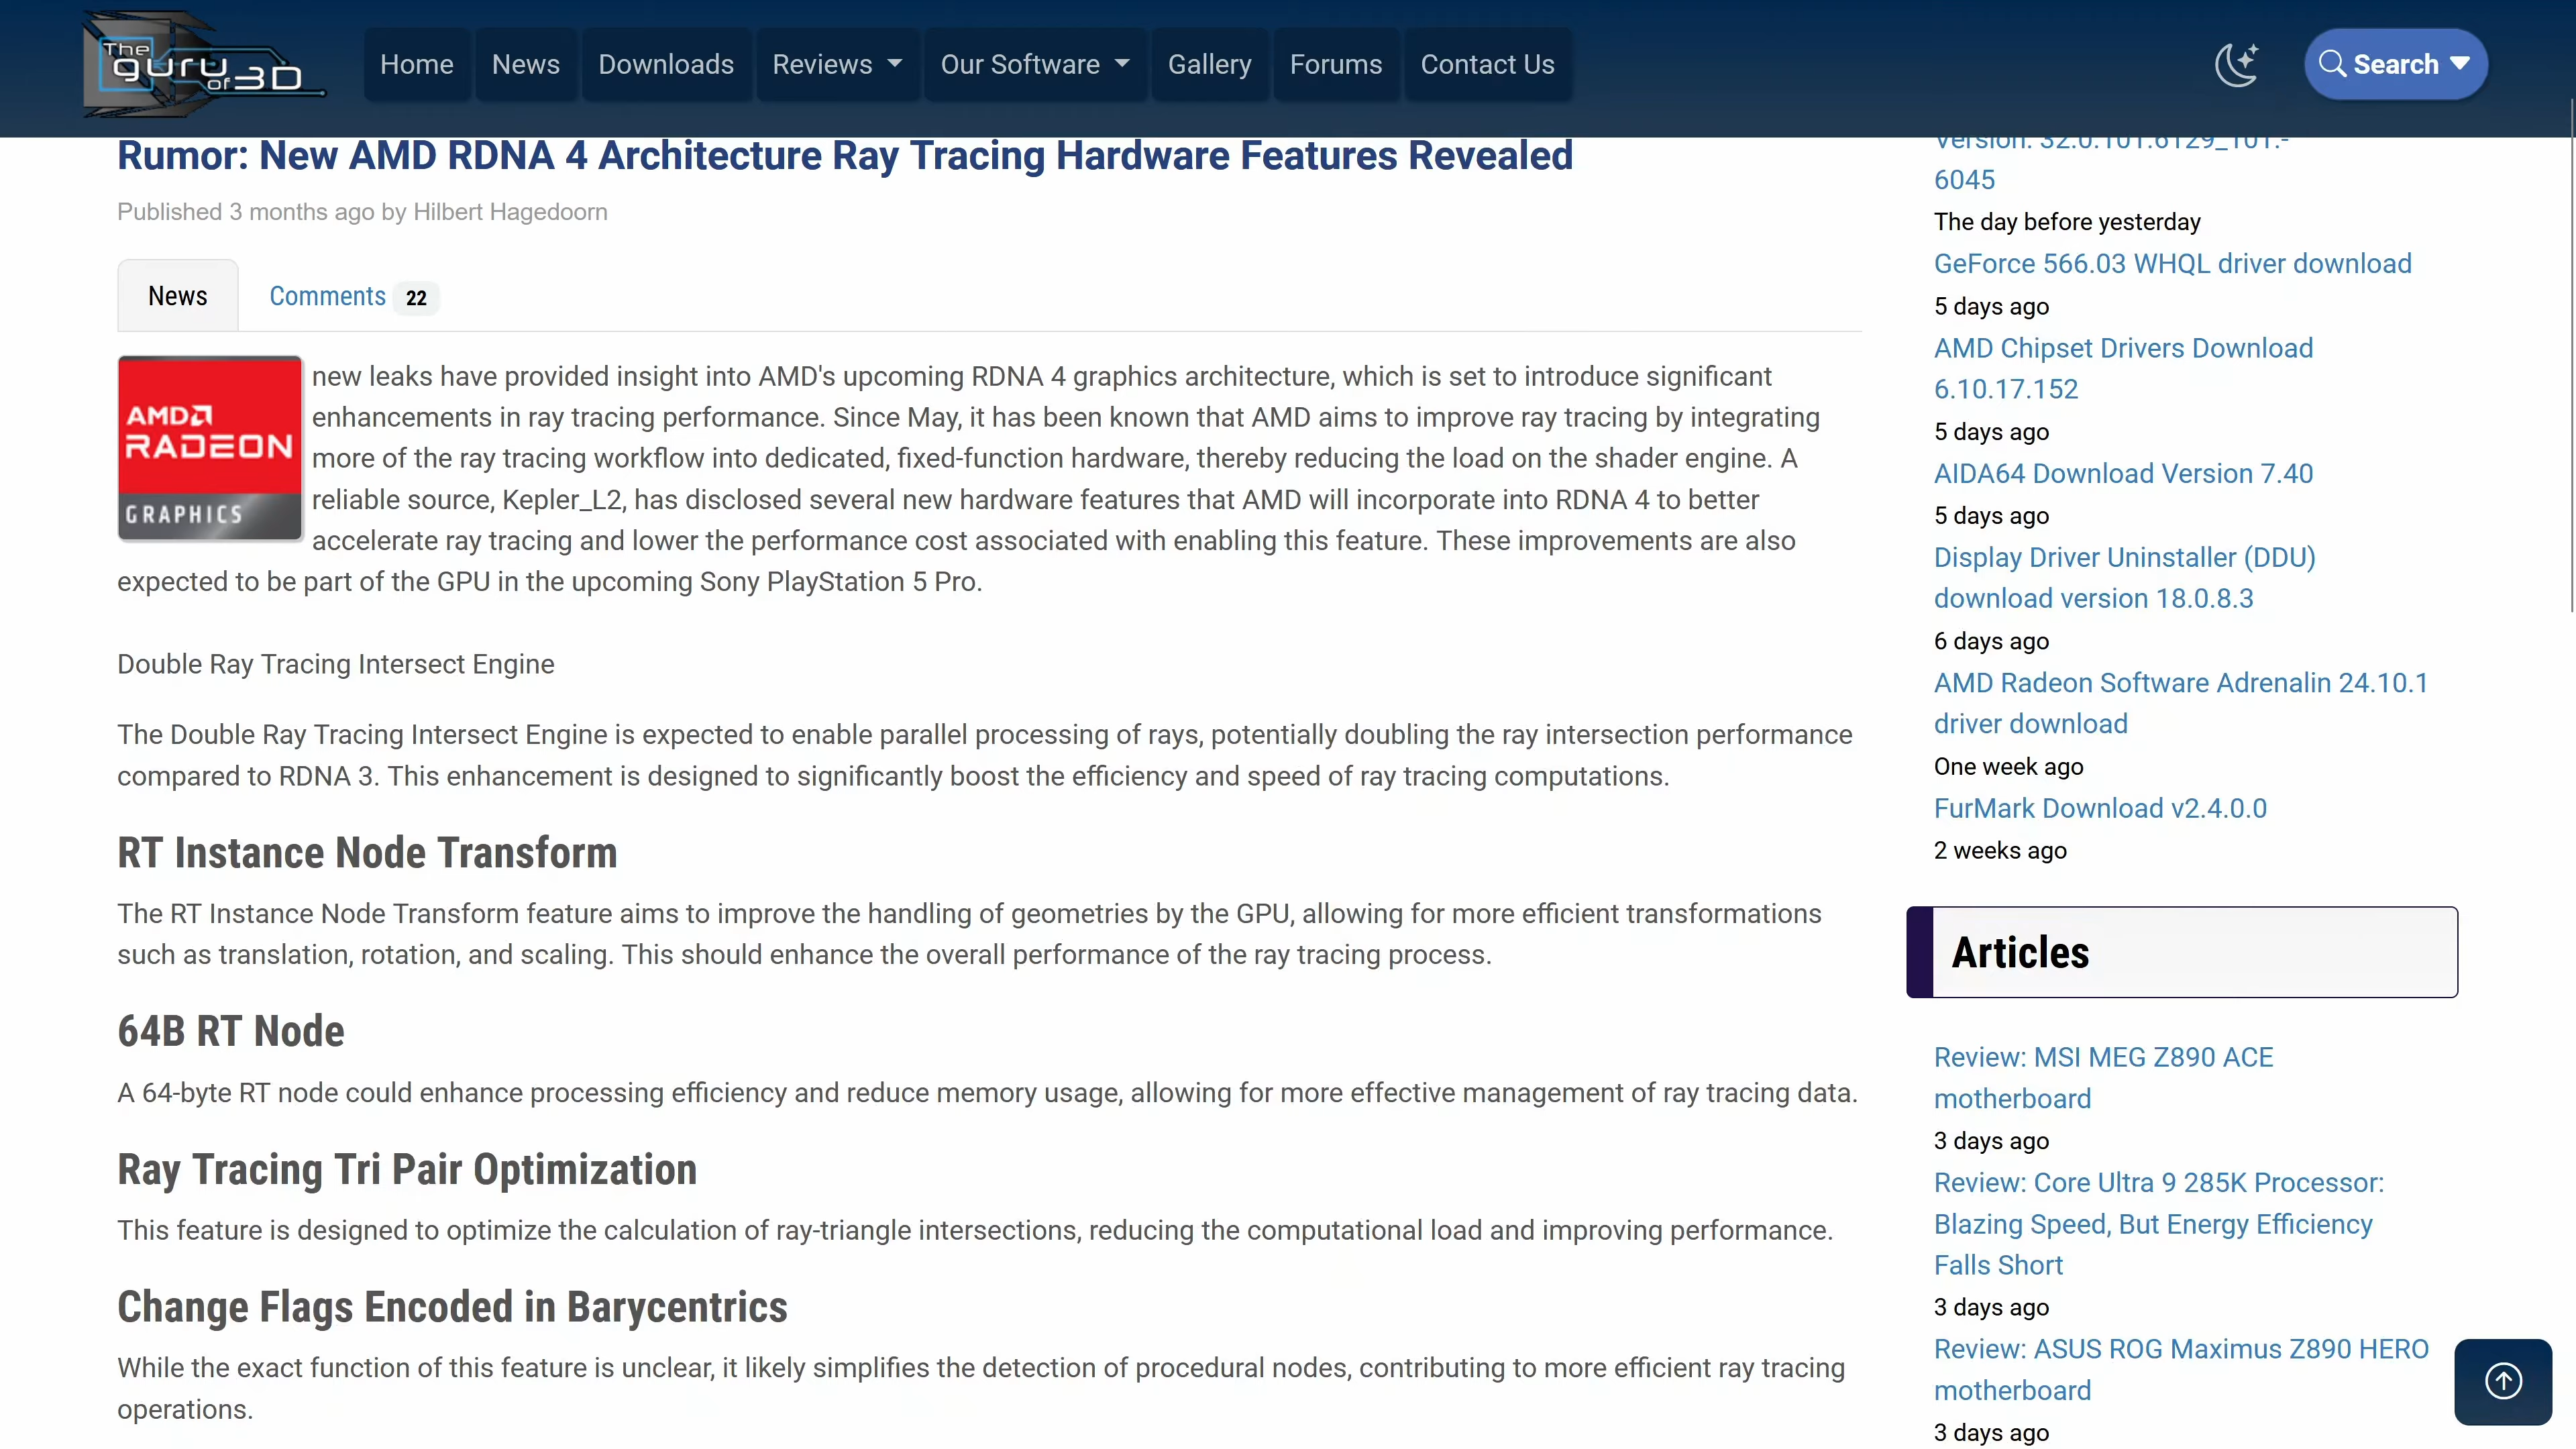 The
guru
of 3D
Home
News
Downloads
Reviews
Our Software
Gallery
Forums
Contact Us
Search
Rumor: New AMD RDNA 4 Architecture Ray Tracing Hardware Features Revealed
Published 3 months ago by Hilbert Hagedoorn
News
Comments 22
AMD
RADEON
GRAPHICS
new leaks have provided insight into AMD's upcoming RDNA 4 graphics architecture, which is set to introduce significant
enhancements in ray tracing performance. Since May, it has been known that AMD aims to improve ray tracing by integrating
more of the ray tracing workflow into dedicated, fixed-function hardware, thereby reducing the load on the shader engine. A
reliable source, Kepler_L2, has disclosed several new hardware features that AMD will incorporate into RDNA 4 to better
accelerate ray tracing and lower the performance cost associated with enabling this feature. These improvements are also
expected to be part of the GPU in the upcoming Sony PlayStation 5 Pro.
Double Ray Tracing Intersect Engine
The Double Ray Tracing Intersect Engine is expected to enable parallel processing of rays, potentially doubling the ray intersection performance
compared to RDNA 3. This enhancement is designed to significantly boost the efficiency and speed of ray tracing computations.
RT Instance Node Transform
The RT Instance Node Transform feature aims to improve the handling of geometries by the GPU, allowing for more efficient transformations
such as translation, rotation, and scaling. This should enhance the overall performance of the ray tracing process.
64B RT Node
A 64-byte RT node could enhance processing efficiency and reduce memory usage, allowing for more effective management of ray tracing data.
Ray Tracing Tri Pair Optimization
This feature is designed to optimize the calculation of ray-triangle intersections, reducing the computational load and improving performance.
Change Flags Encoded in Barycentrics
While the exact function of this feature is unclear, it likely simplifies the detection of procedural nodes, contributing to more efficient ray tracing
operations.
Version: 32.0.101.6129_101.-
6045
The day before yesterday
GeForce 566.03 WHQL driver download
5 days ago
AMD Chipset Drivers Download
6.10.17.152
5 days ago
AIDA64 Download Version 7.40
5 days ago
Display Driver Uninstaller (DDU)
download version 18.0.8.3
6 days ago
AMD Radeon Software Adrenalin 24.10.1
driver download
One week ago
FurMark Download v2.4.0.0
2 weeks ago
Articles
Review: MSI MEG Z890 ACE
motherboard
3 days ago
Review: Core Ultra 9 285K Processor:
Blazing Speed, But Energy Efficiency
Falls Short
3 days ago
Review: ASUS ROG Maximus Z890 HERO
motherboard
3 days ago